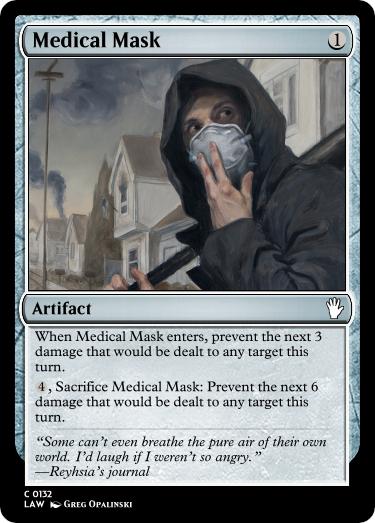 Medical Mask
1
Artifact
When Medical Mask enters, prevent the next 3
damage that would be dealt to any target this
turn.
4, Sacrifice Medical Mask: Prevent the next 6
damage that would be dealt to any target this
turn.
“Some can't even breathe the pure air of their own
world. I'd laugh if I weren't so angry.”
—Reyhsia's journal
C 0132
LAW Greg Opalinski